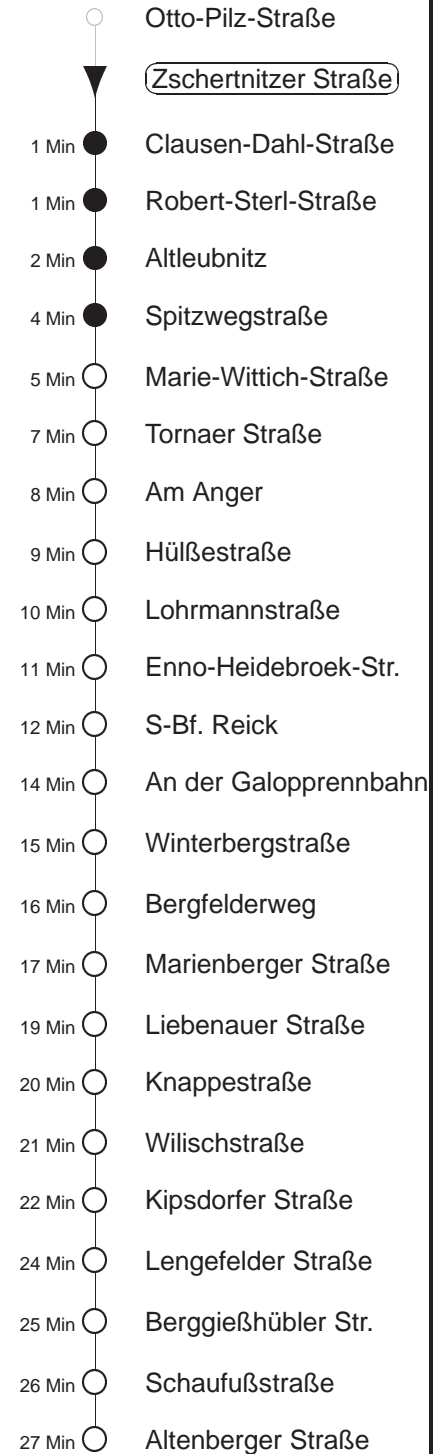 Otto-Pilz-Straße
Zschertnitzer Straße
1 Min Clausen-Dahl-Straße
1 Min Robert-Sterl-Straße
2 Min Altleubnitz
4 Min Spitzwegstraße
5 Min Marie-Wittich-Straße
7 Min Tornaer Straße
8 Min Am Anger
9 Min Hülßestraße
10 Min Lohrmannstraße
11 Min Enno-Heidebroek-Str.
12 Min S-Bf. Reick
14 Min An der Galopprennbahn
15 Min Winterbergstraße
16 Min Bergfelderweg
17 Min Marienberger Straße
19 Min Liebenauer Straße
20 Min Knappestraße
21 Min Wilischstraße
22 Min Kipsdorfer Straße
24 Min Lengefelder Straße
25 Min Berggießhübler Str.
26 Min Schaufußstraße
27 Min Altenberger Straße